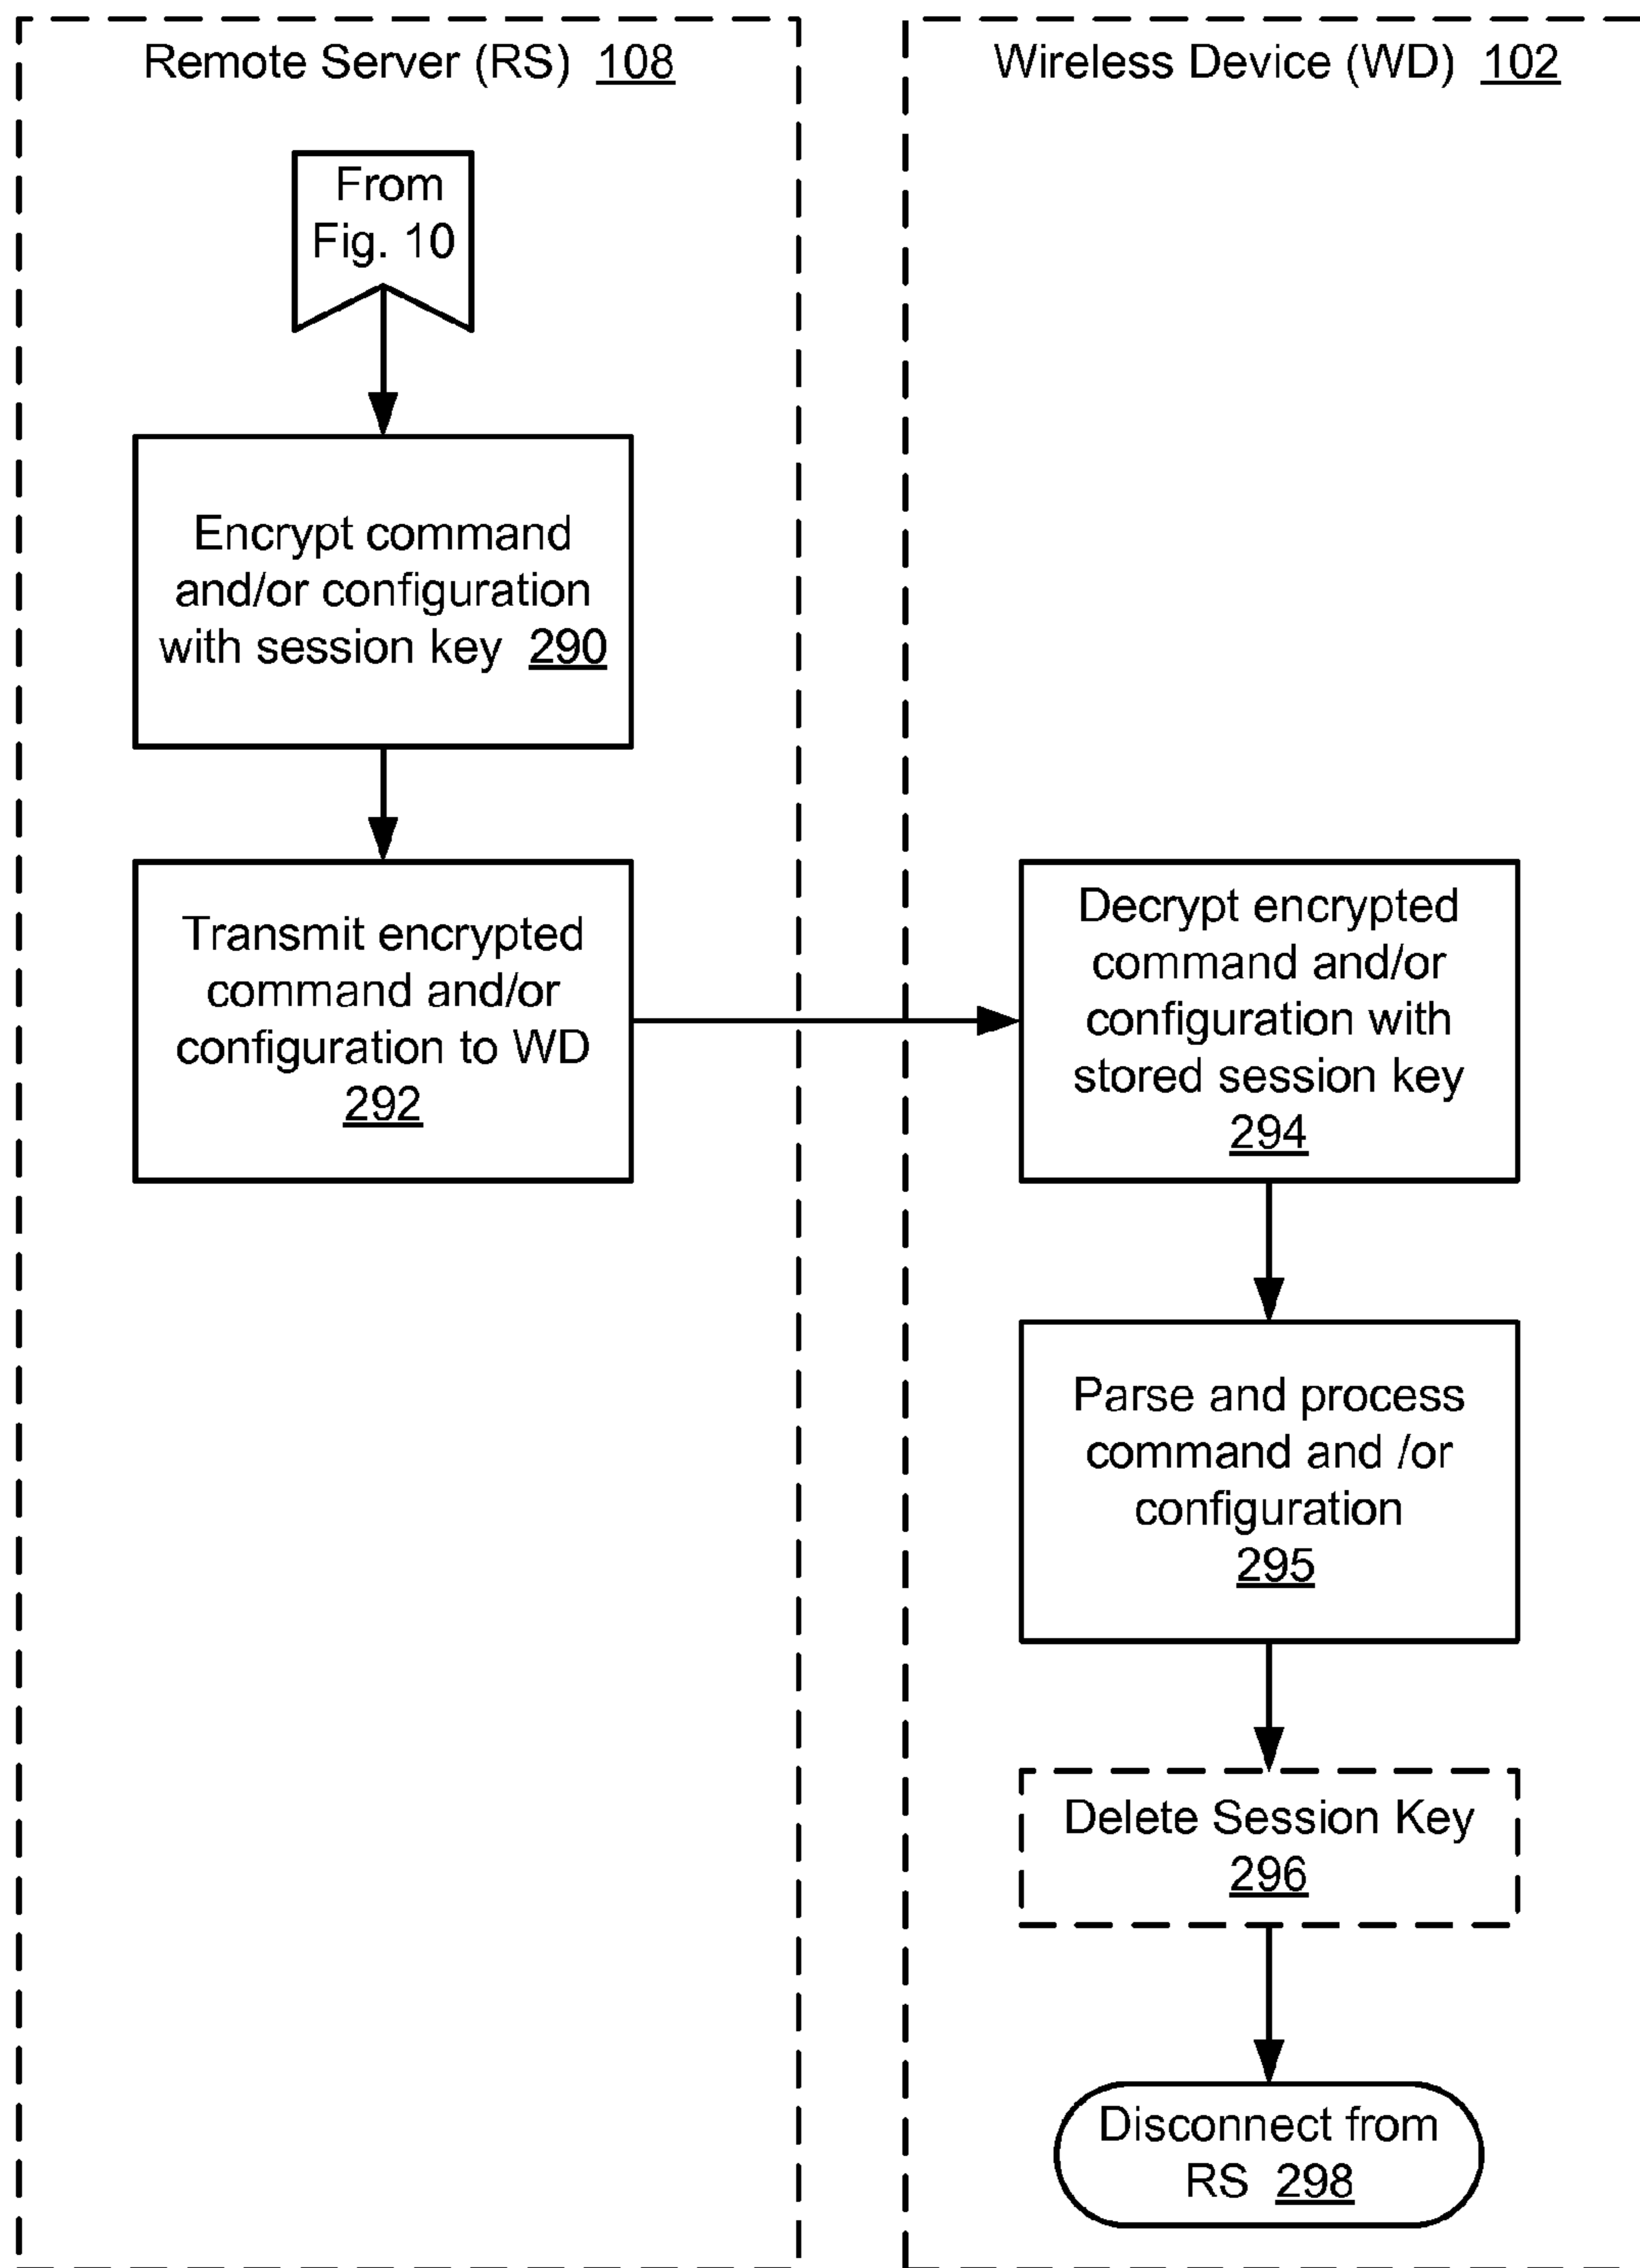 Remote Server (RS) 108
Wireless Device (WD) 102
From
Fig. 10
Encrypt command
and/or configuration
with session key 290
Transmit encrypted
command and/or
configuration to WD
292
Decrypt encrypted
command and/or
configuration with
stored session key
294
Parse and process
command and /or
configuration
295
Delete Session Key
296
Disconnect from
RS 298